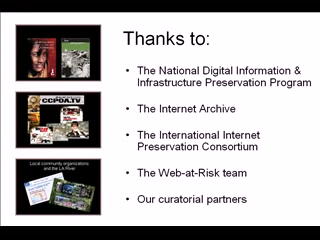 Thanks to:
• The National Digital Information &
Infrastructure Preservation Program
• The Internet Archive
• The International Internet
Preservation Consortium
• The Web-at-Risk team
• Our curatorial partners
CCPDA.TV
Local community organizations
and the LA River